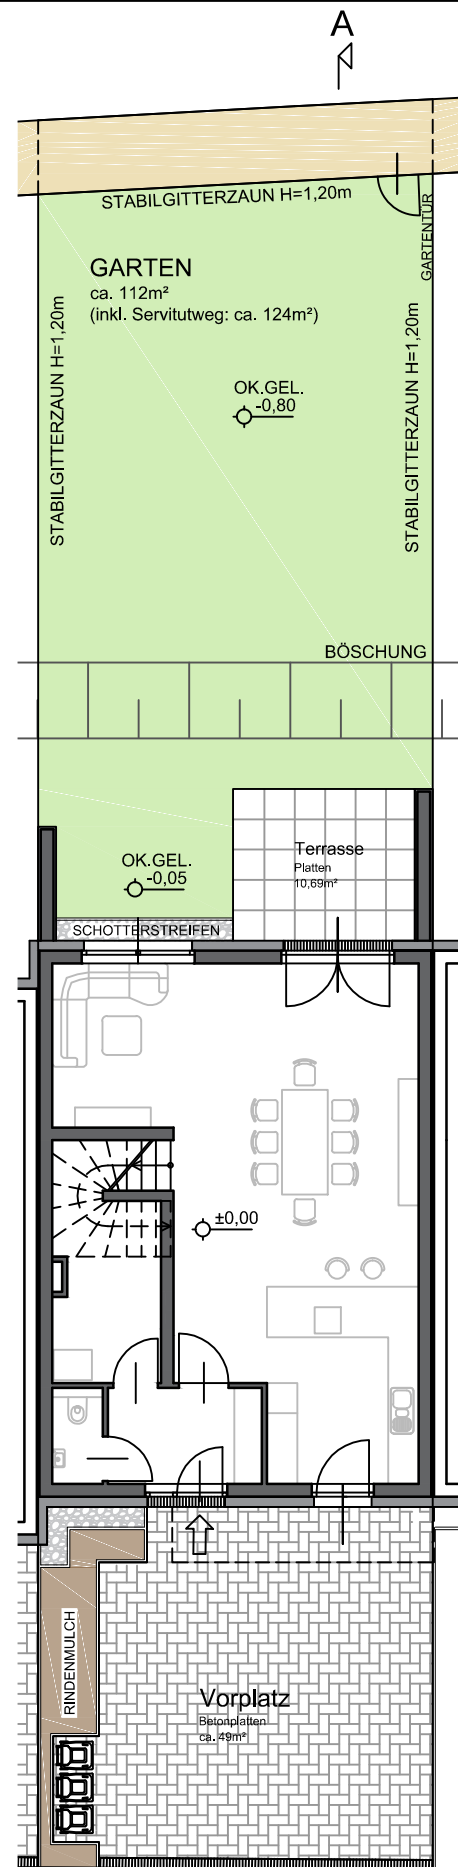 A
STABILGITTERZAUN H=1,20m
GARTENTÜR
GARTEN
ca. 112m²
(inkl. Servitutweg: ca. 124m²)
STABILGITTERZAUN H=1,20m
STABILGITTERZAUN H=1,20m
OK.GEL.
-0,80
BÖSCHUNG
Terrasse
Platten
10,69m²
OK.GEL.
-0,05
SCHOTTERSTREIFEN
±0,00
RINDENMULCH
Vorplatz
Betonplatten
ca. 49m²